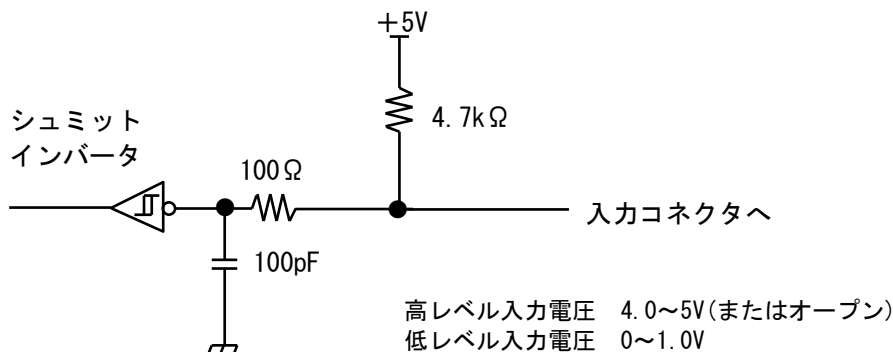 +5V
4.7kΩ
シュミット
インバータ
100Ω
入力コネクタへ
100pF
高レベル入力電圧 4.0~5V(またはオープン)
低レベル入力電圧 0~1.0V